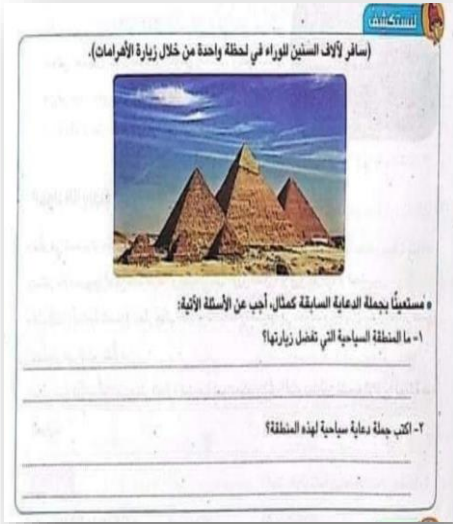 لنستكشف
(سافر لآلاف السنين للوراء في لحظة واحدة من خلال زيارة الأهرامات).
مستعينًا بجملة الدعاية السابقة كمثال، أجب عن الأسئلة الآتية:
١- ما المنطقة السياحية التي تفضل زيارتها؟
٢- اكتب جملة دعاية سياحية لهذه المنطقة؟